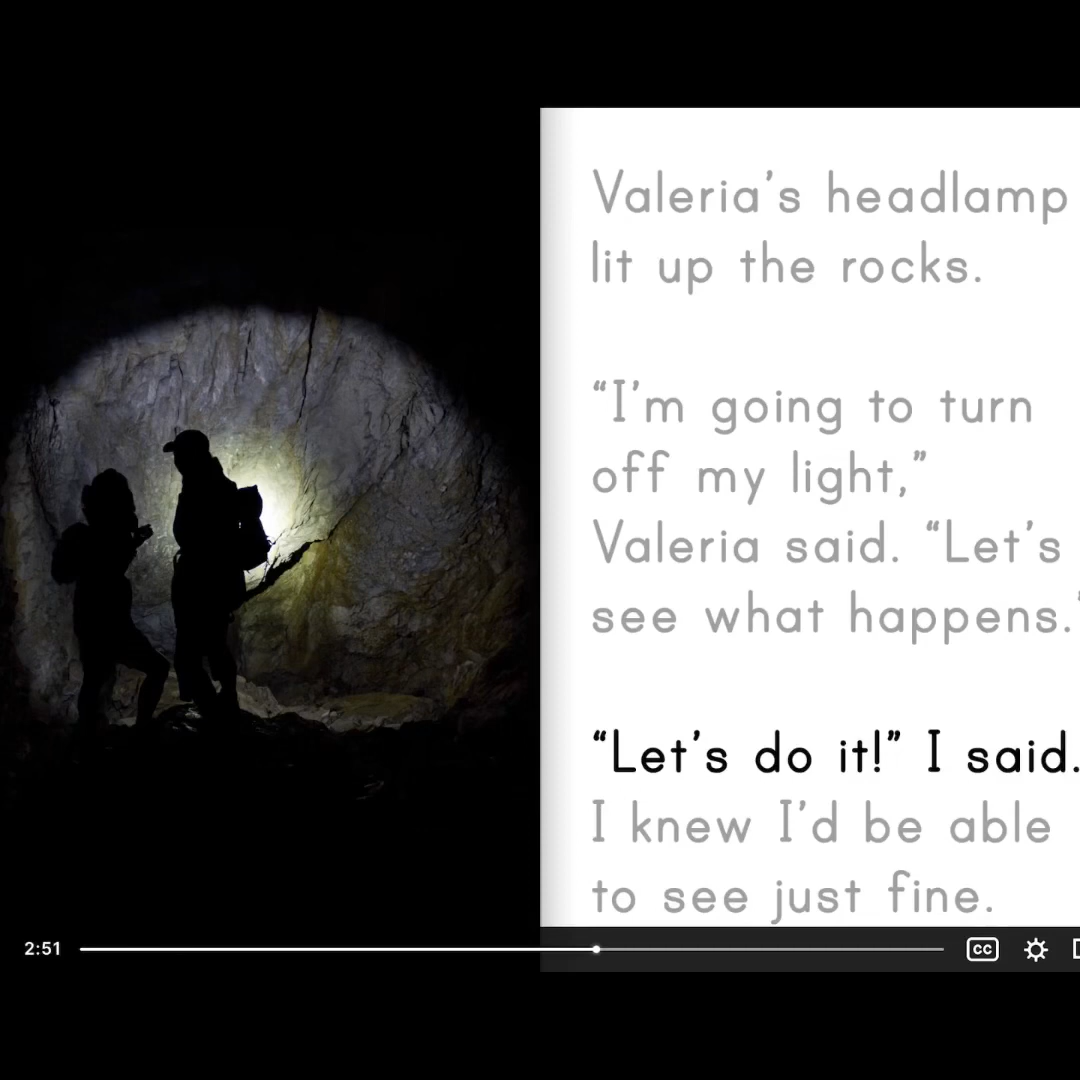 Valeria’s headlamp
lit up the rocks.
“I’m going to turn
off my light,”
Valeria said. “Let’s
see what happens.”
“Let’s do it!” I said.
I knew I’d be able
to see just fine.
2:51
CC